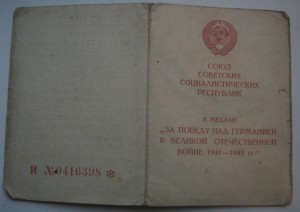 И №0416398 *
СОЮЗ
СОВЕТСКИХ
СОЦИАЛИСТИЧЕСКИХ
РЕСПУБЛИК
К МЕДАЛИ
„ЗА ПОБЕДУ НАД ГЕРМАНИЕЙ
В ВЕЛИКОЙ ОТЕЧЕСТВЕННОЙ
ВОЙНЕ 1941—1945 гг."